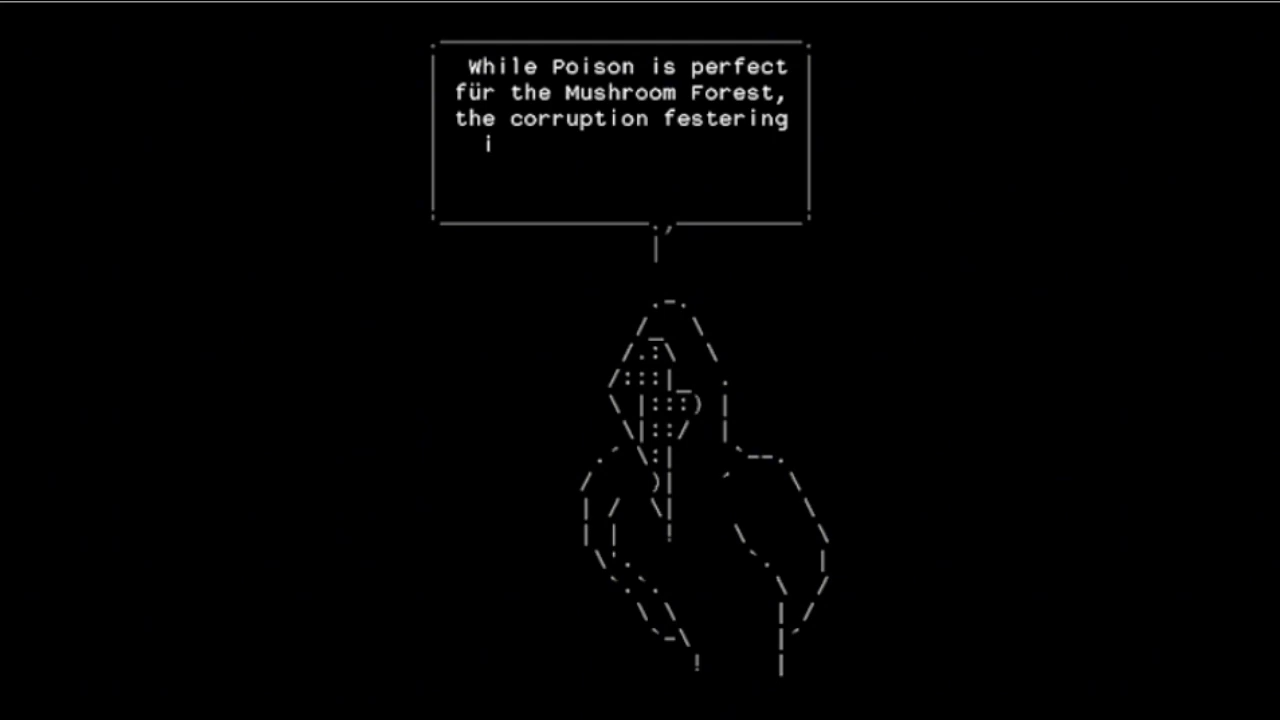 While Poison is perfect
für the Mushroom Forest,
the corruption festering
i